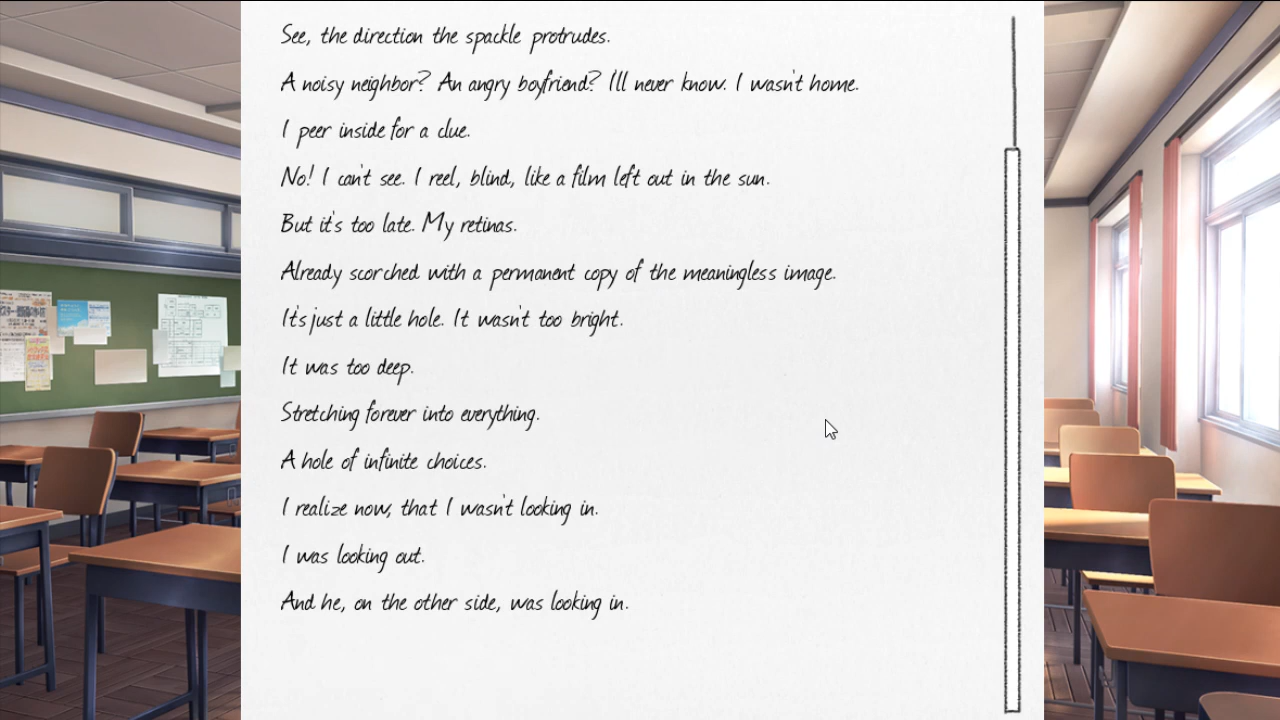 See, the direction the spackle protrudes.
A noisy neighbor? An angry boyfriend? I'll never know. I wasn't home.
I peer inside for a clue.
No! I can't see. I reel, blind, like a film left out in the sun.
But it's too late. My retinas.
Already scorched with a permanent copy of the meaningless image.
It's just a little hole. It wasn't too bright.
It was too deep.
Stretching forever into everything.
A hole of infinite choices.
I realize now, that I wasn't looking in.
I was looking out.
And he, on the other side, was looking in.